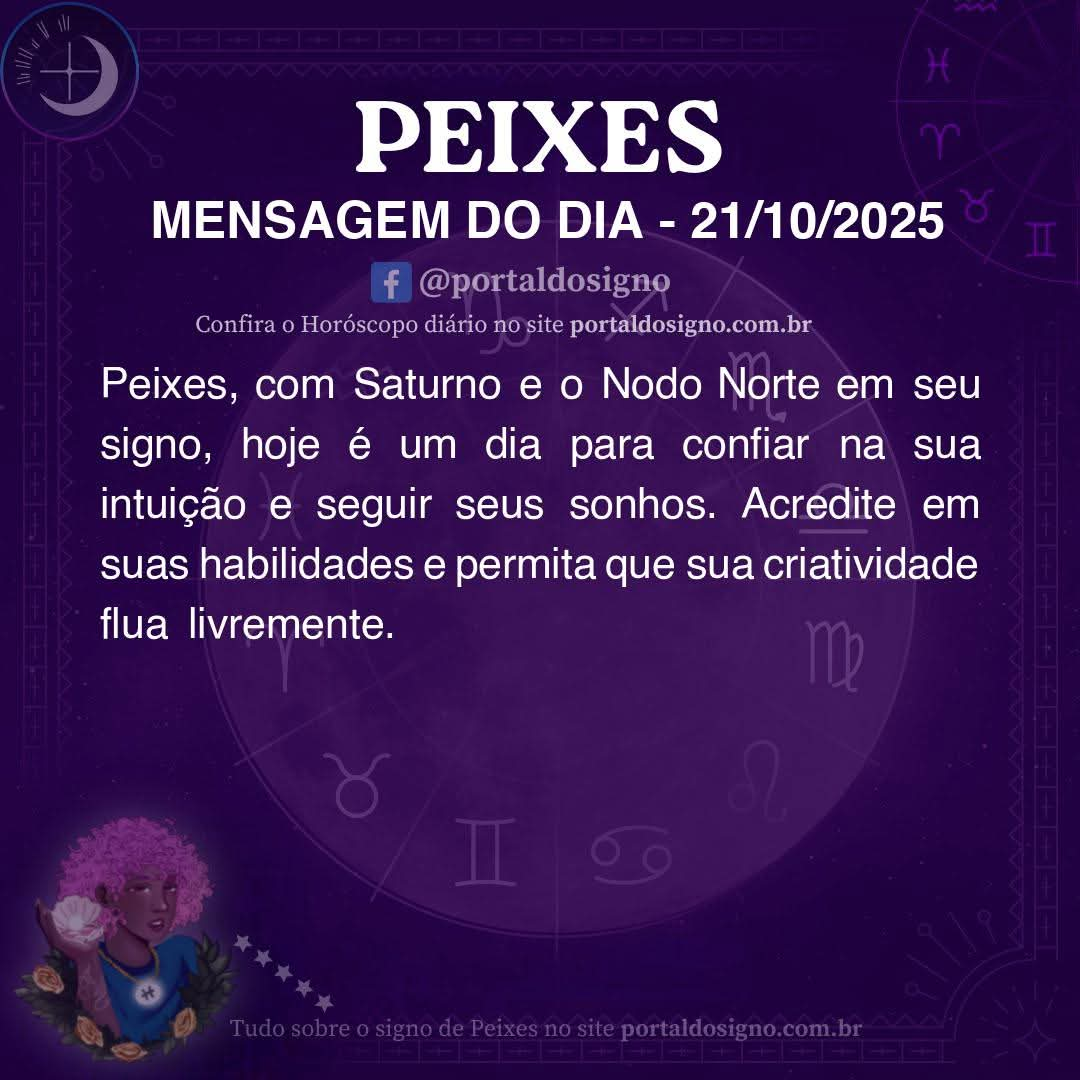 PEIXES
MENSAGEM DO DIA - 21/10/2025
@portaldosigno
Confira o Horóscopo diário no site portaldosigno.com.br
Peixes, com Saturno e o Nodo Norte em seu
signo, hoje é um dia para confiar na sua
intuição e seguir seus sonhos. Acredite em
suas habilidades e permita que sua criatividade
flua livremente.
Tudo sobre o signo de Peixes no site portaldosigno.com.br